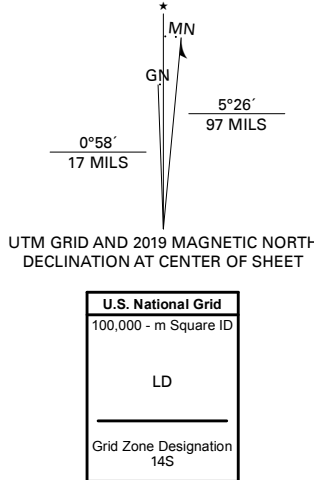 MN
GN
5°26´
97 MILS
0°58´
17 MILS
UTM GRID AND 2019 MAGNETIC NORTH
DECLINATION AT CENTER OF SHEET
U.S. National Grid
100,000 - m Square ID
LD
Grid Zone Designation
14S